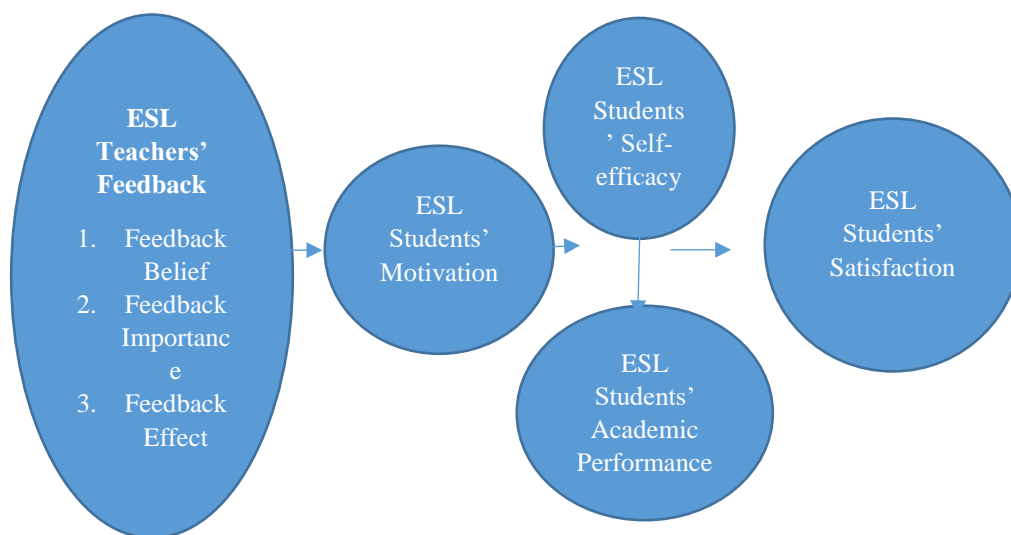 ESL
Teachers’
Feedback
1. Feedback
Belief
2. Feedback
Importanc
e
3. Feedback
Effect
ESL
Students’
Motivation
ESL
Students
’ Self-
efficacy
ESL
Students’
Academic
Performance
ESL
Students’
Satisfaction